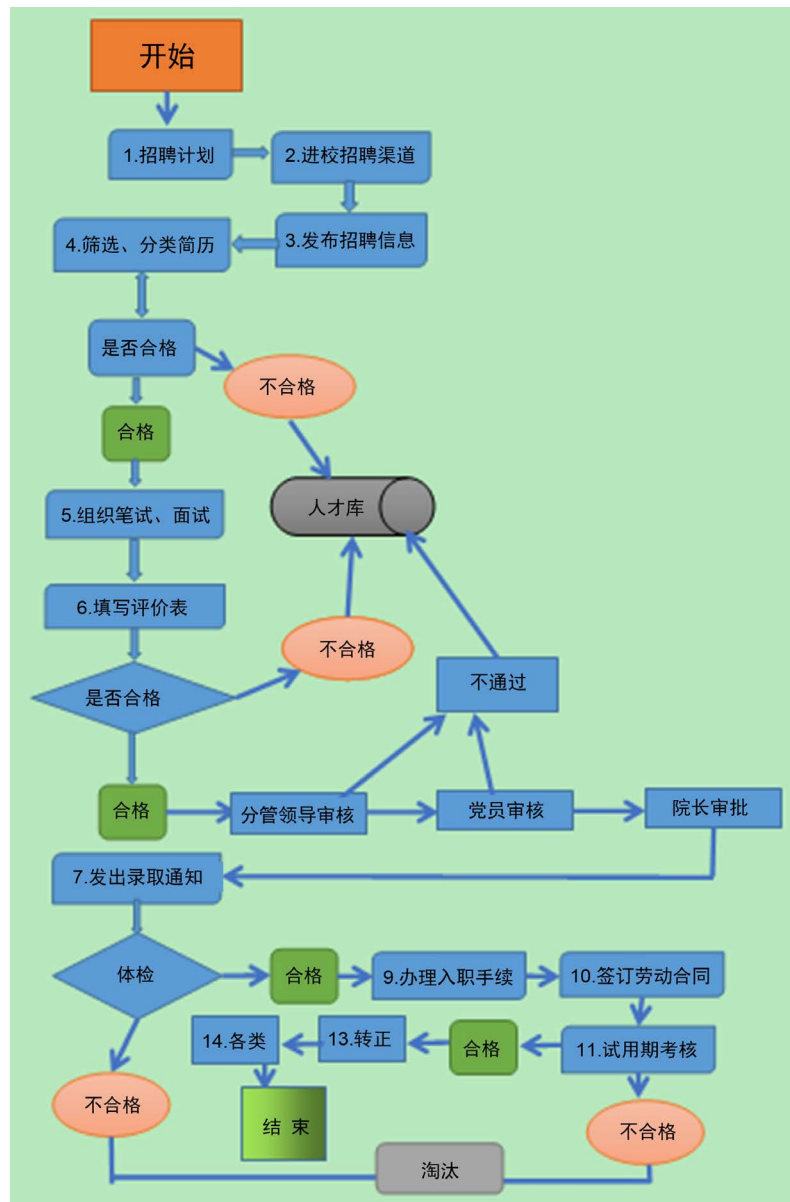 开始
1.招聘计划
2.进校招聘渠道
4.筛选、分类简历
3.发布招聘信息
是否合格
不合格
合格
人才库
5.组织笔试、面试
6.填写评价表
不合格
是否合格
不通过
合格
分管领导审核
党员审核
院长审批
7.发出录取通知
体检
合格
9.办理入职手续
10.签订劳动合同
14.各类
13.转正
合格
11.试用期考核
不合格
结 束
不合格
淘汰